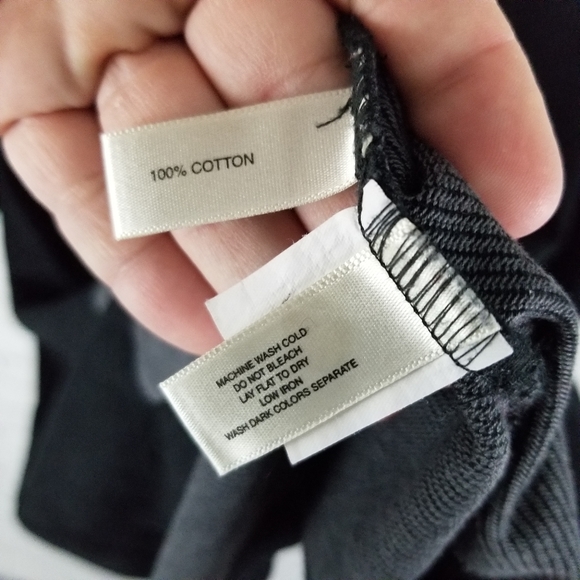 100% COTTON
MACHINE WASH COLD
DO NOT BLEACH
LAY FLAT TO DRY
LOW IRON
WASH DARK COLORS SEPARATE